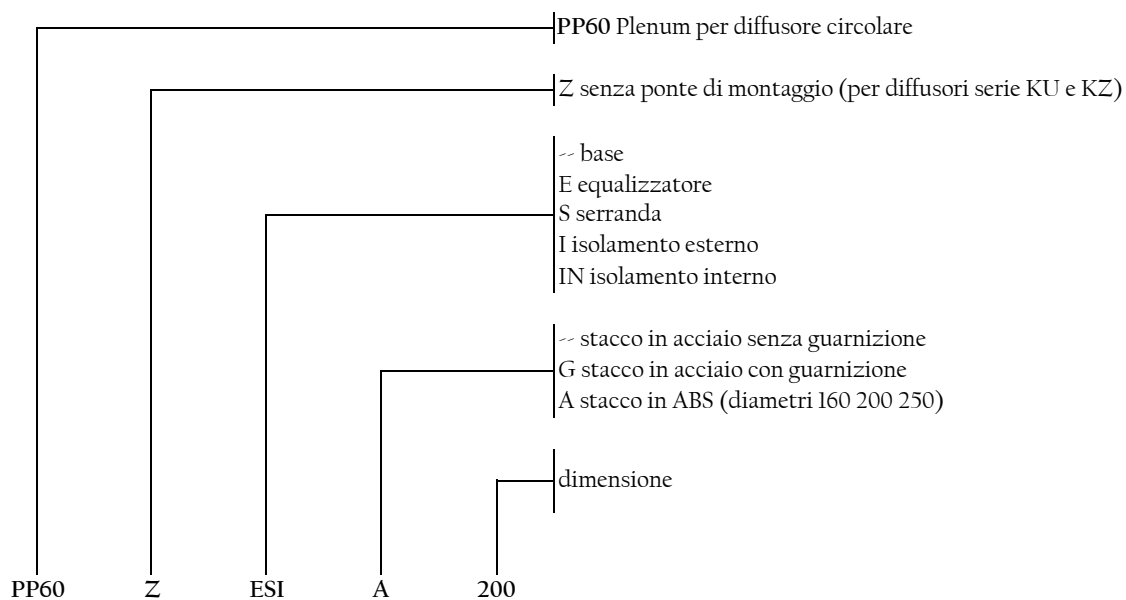 PP60 Plenum per diffusore circolare
Z senza ponte di montaggio (per diffusori serie KU e KZ)
-- base
E equalizzatore
S serranda
I isolamento esterno
IN isolamento interno
-- stacco in acciaio senza guarnizione
G stacco in acciaio con guarnizione
A stacco in ABS (diametri 160 200 250)
dimensione
PP60 Z ESI A 200